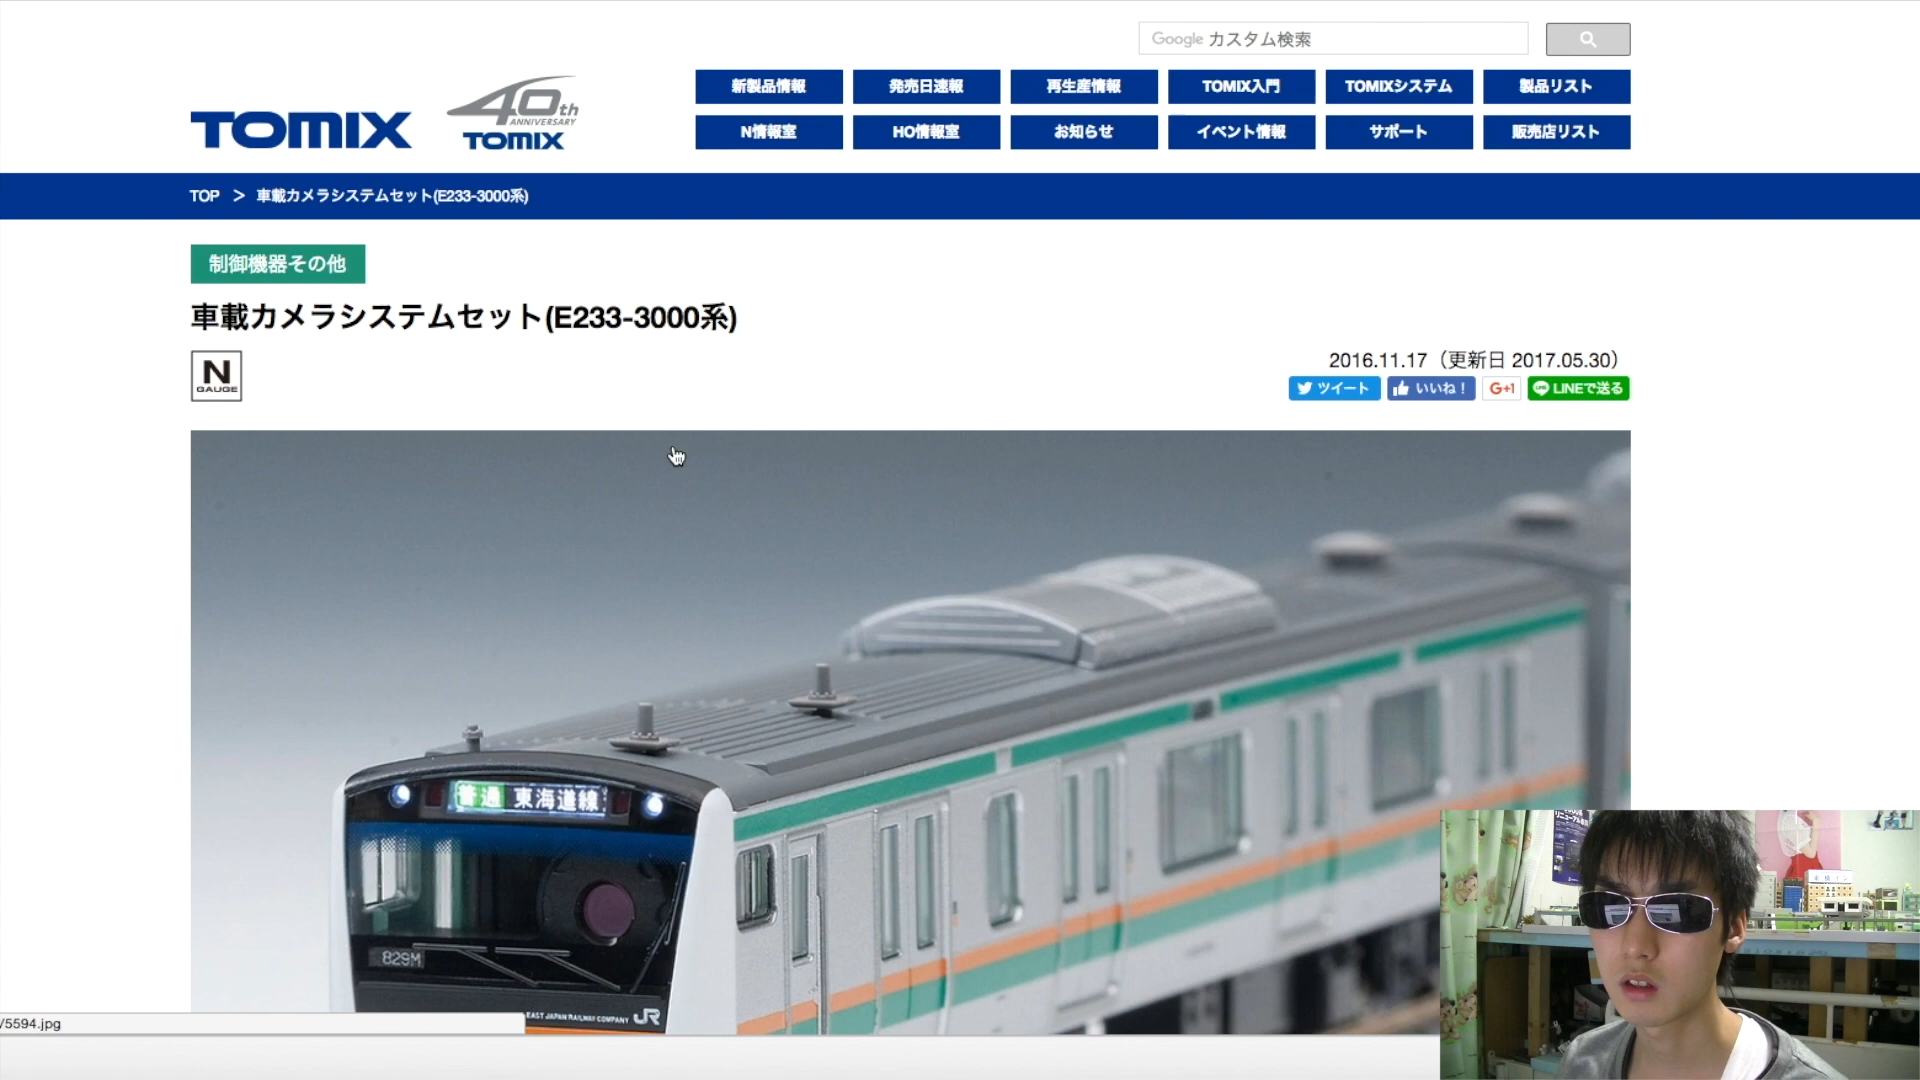 Google カスタム検索
TOMIX
40th
ANNIVERSARY
TOMIX
新製品情報
発売日速報
再生産情報
TOMIX入門
TOMIXシステム
製品リスト
N情報室
HO情報室
お知らせ
イベント情報
サポート
販売店リスト
TOP > 車載カメラシステムセット(E233-3000系)
制御機器その他
車載カメラシステムセット(E233-3000系)
N
GAUGE
2016.11.17（更新日 2017.05.30）
ツイート
いいね！
G+1
LINEで送る
普通 東海道線
829M
EAST JAPAN RAILWAY COMPANY JR
/5594.jpg